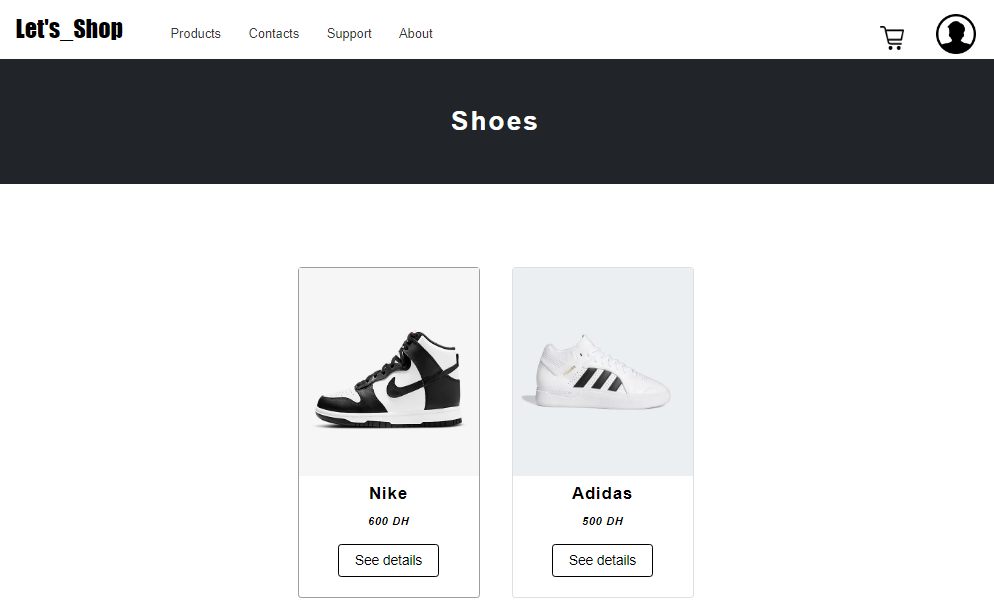 Let's_Shop
Products Contacts Support About
Shoes
Nike
600 DH
See details
Adidas
500 DH
See details